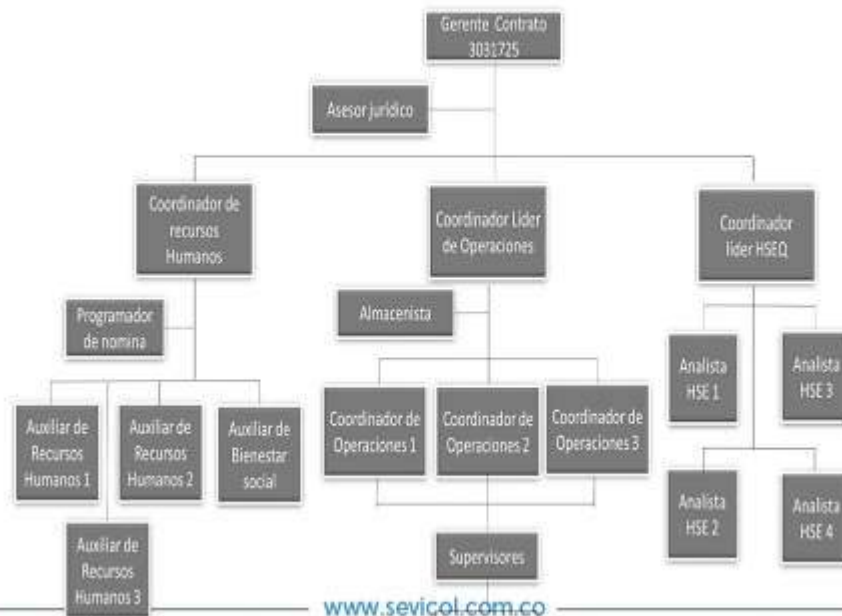 Gerente Contrato
3031725
Asesor jurídico
Coordinador de
recursos
Humanos
Coordinador Líder
de Operaciones
Coordinador
líder HSEQ
Programador
de nomina
Almacenista
Analista
HSE 1
Analista
HSE 3
Auxiliar de
Recursos
Humanos 1
Auxiliar de
Recursos
Humanos 2
Auxiliar de
Bienestar
social
Coordinador de
Operaciones 1
Coordinador de
Operaciones 2
Coordinador de
Operaciones 3
Analista
HSE 2
Analista
HSE 4
Auxiliar de
Recursos
Humanos 3
Supervisores
www.sevicol.com.co